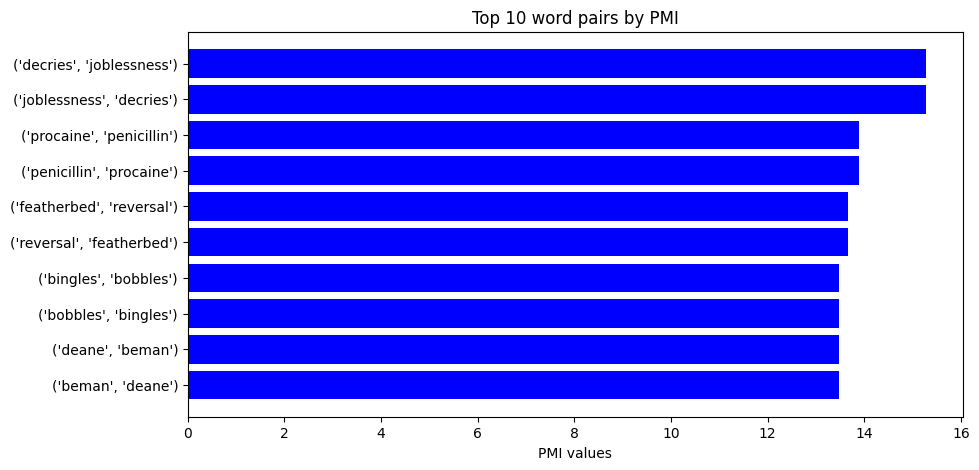 Top 10 word pairs by PMI
('decries', 'joblessness')
('joblessness', 'decries')
('procaine', 'penicillin')
('penicillin', 'procaine')
('featherbed', 'reversal')
('reversal', 'featherbed')
('bingles', 'bobbles')
('bobbles', 'bingles')
('deane', 'beman')
('beman', 'deane')
0 2 4 6 8 10 12 14 16
PMI values